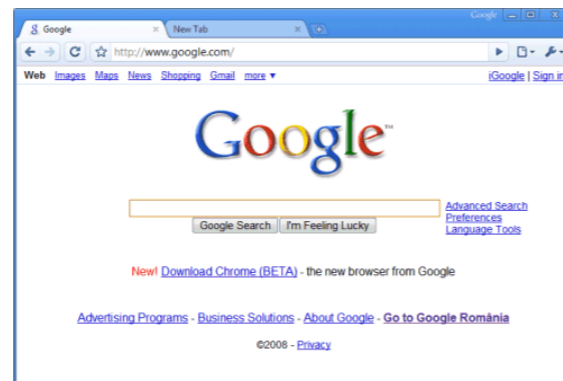 Google
Google New Tab
http://www.google.com/
Web Images Maps News Shopping Gmail more ▼ iGoogle | Sign in
Google™
Advanced Search
Preferences
Language Tools
Google Search I'm Feeling Lucky
New! Download Chrome (BETA) - the new browser from Google
Advertising Programs - Business Solutions - About Google - Go to Google România
©2008 - Privacy